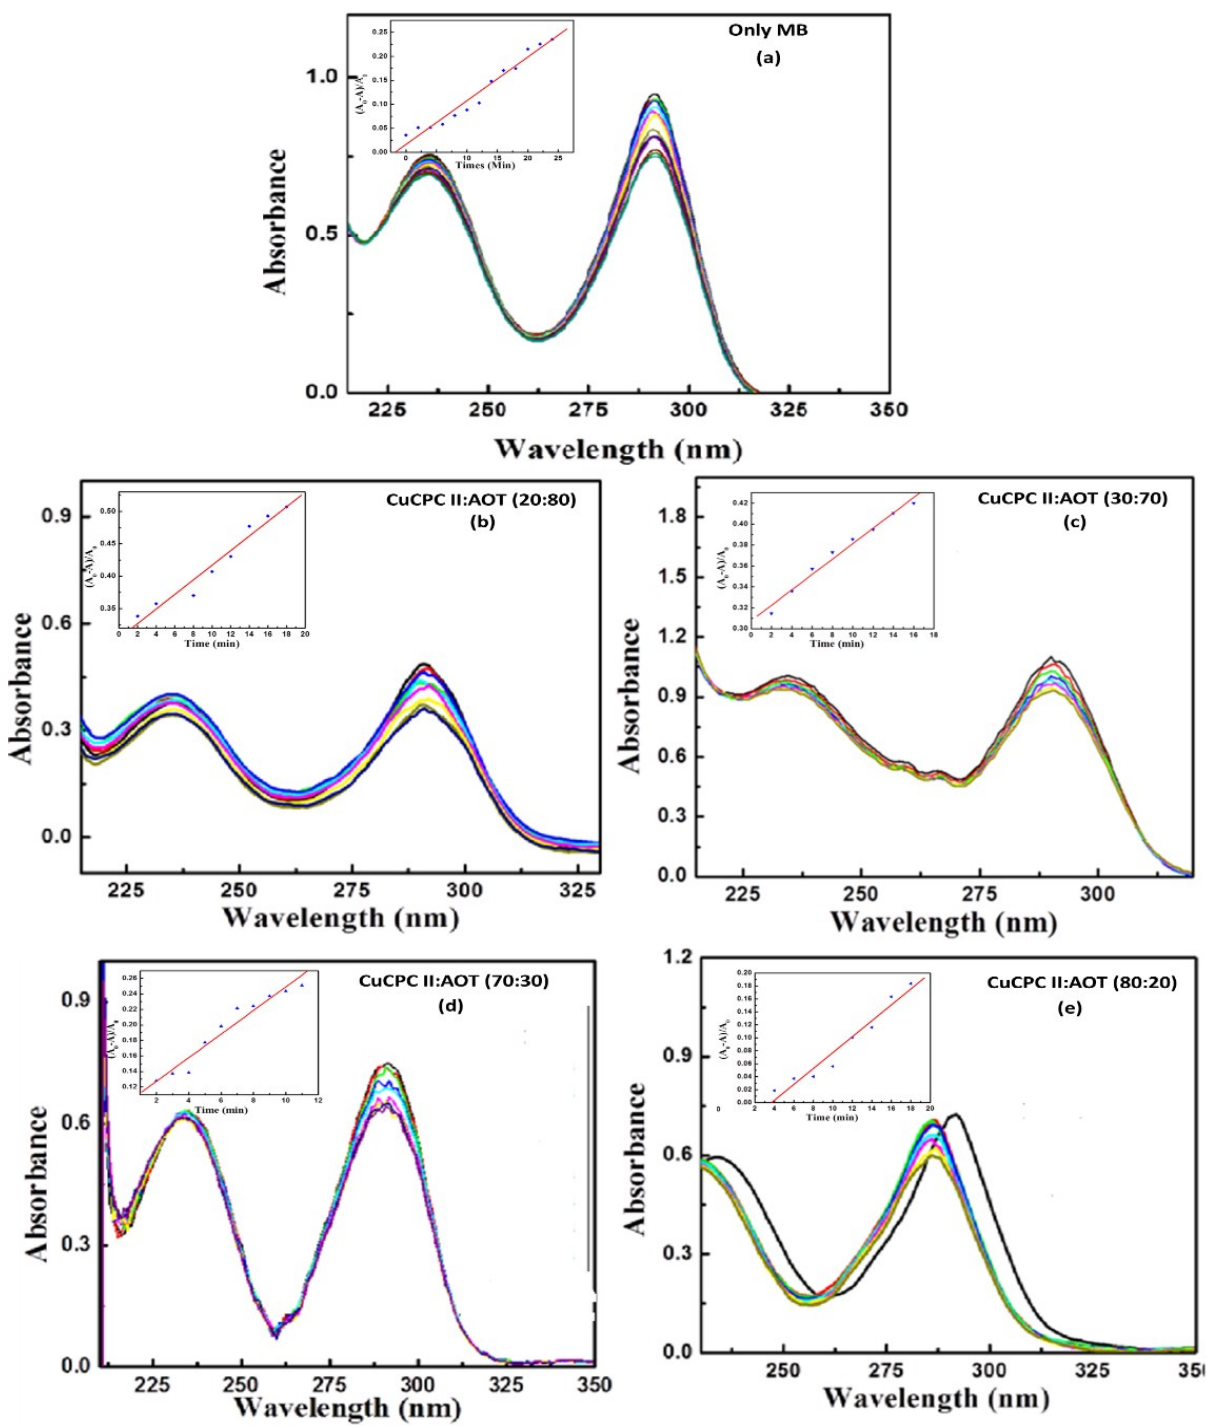 Only MB
(a)
0.25
0.20
0.15
0.10
0.05
0.00
(A0-A)/A0
0 5 10 15 20 25
Times (Min)
1.0
0.5
0.0
Absorbance
225 250 275 300 325 350
Wavelength (nm)
CuCPC II:AOT (20:80)
(b)
0.50
0.45
0.40
0.35
(A0-A)/A0
0 2 4 6 8 10 12 14 16 18 20
Time (min)
0.9
0.6
0.3
0.0
Absorbance
225 250 275 300 325
Wavelength (nm)
CuCPC II:AOT (30:70)
(c)
0.42
0.40
0.38
0.36
0.34
0.32
0.30
(A0-A)/A0
0 2 4 6 8 10 12 14 16 18
Time (min)
1.8
1.5
1.2
0.9
0.6
0.3
0.0
Absorbance
225 250 275 300
Wavelength (nm)
CuCPC II:AOT (70:30)
(d)
0.26
0.24
0.22
0.20
0.18
0.16
0.14
0.12
(A0-A)/A0
2 4 6 8 10 12
Time (min)
0.9
0.6
0.3
0.0
Absorbance
225 250 275 300 325 350
Wavelength (nm)
CuCPC II:AOT (80:20)
(e)
0.20
0.18
0.16
0.14
0.12
0.10
0.08
0.06
0.04
0.02
0.00
(A0-A)/A0
0
2 4 6 8 10 12 14 16 18 20
Time (min)
1.2
0.9
0.6
0.3
0.0
Absorbance
250 275 300 325 350
Wavelength (nm)